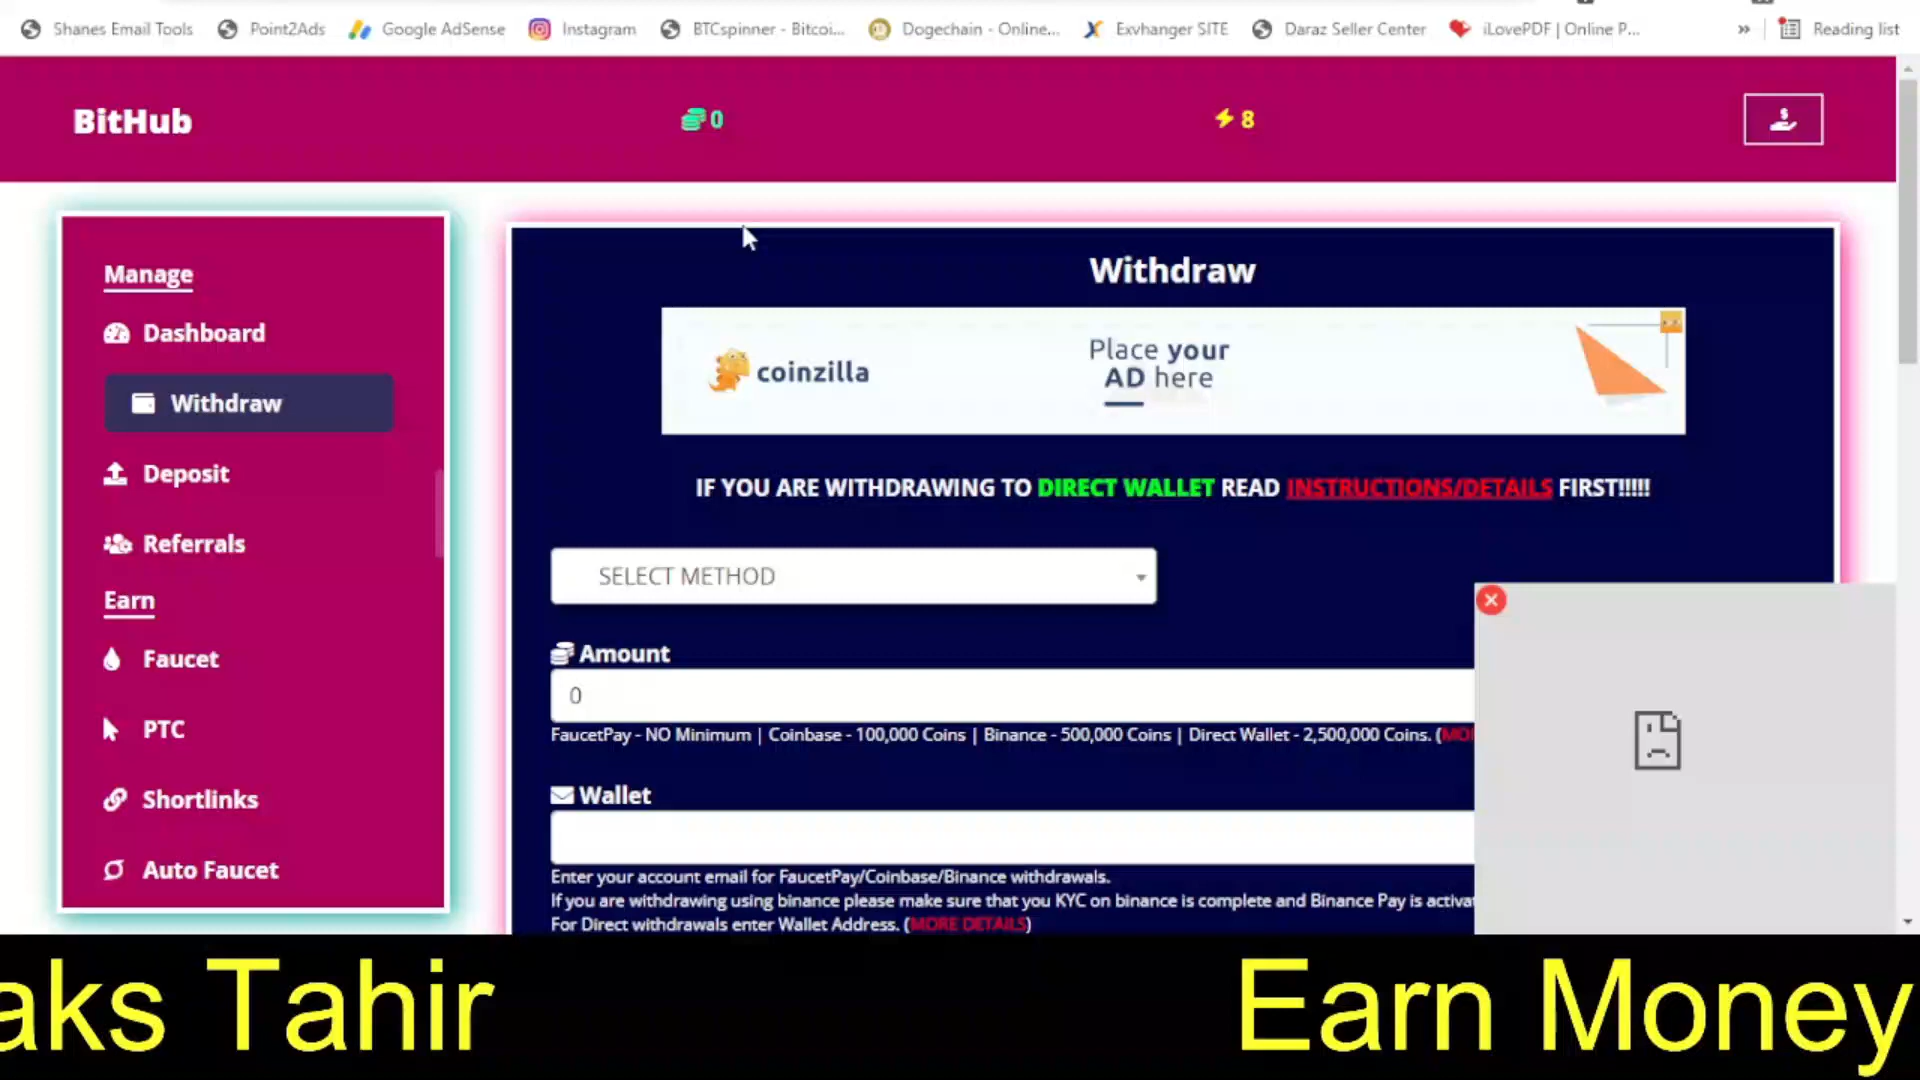 Shanes Email Tools Point2Ads Google AdSense Instagram BTCspinner - Bitcoi... Dogechain - Online... Exvhanger SITE Daraz Seller Center iLovePDF | Online P... » Reading list
BitHub 0 8
Manage
Dashboard
Withdraw
Deposit
Referrals
Earn
Faucet
PTC
Shortlinks
Auto Faucet
Withdraw
coinzilla
Place your
AD here
IF YOU ARE WITHDRAWING TO DIRECT WALLET READ INSTRUCTIONS/DETAILS FIRST!!!!!
SELECT METHOD
Amount
0
FaucetPay - NO Minimum | Coinbase - 100,000 Coins | Binance - 500,000 Coins | Direct Wallet - 2,500,000 Coins. (MO
Wallet
Enter your account email for FaucetPay/Coinbase/Binance withdrawals.
If you are withdrawing using binance please make sure that you KYC on binance is complete and Binance Pay is activa
For Direct withdrawals enter Wallet Address. (MORE DETAILS)
aks Tahir Earn Money